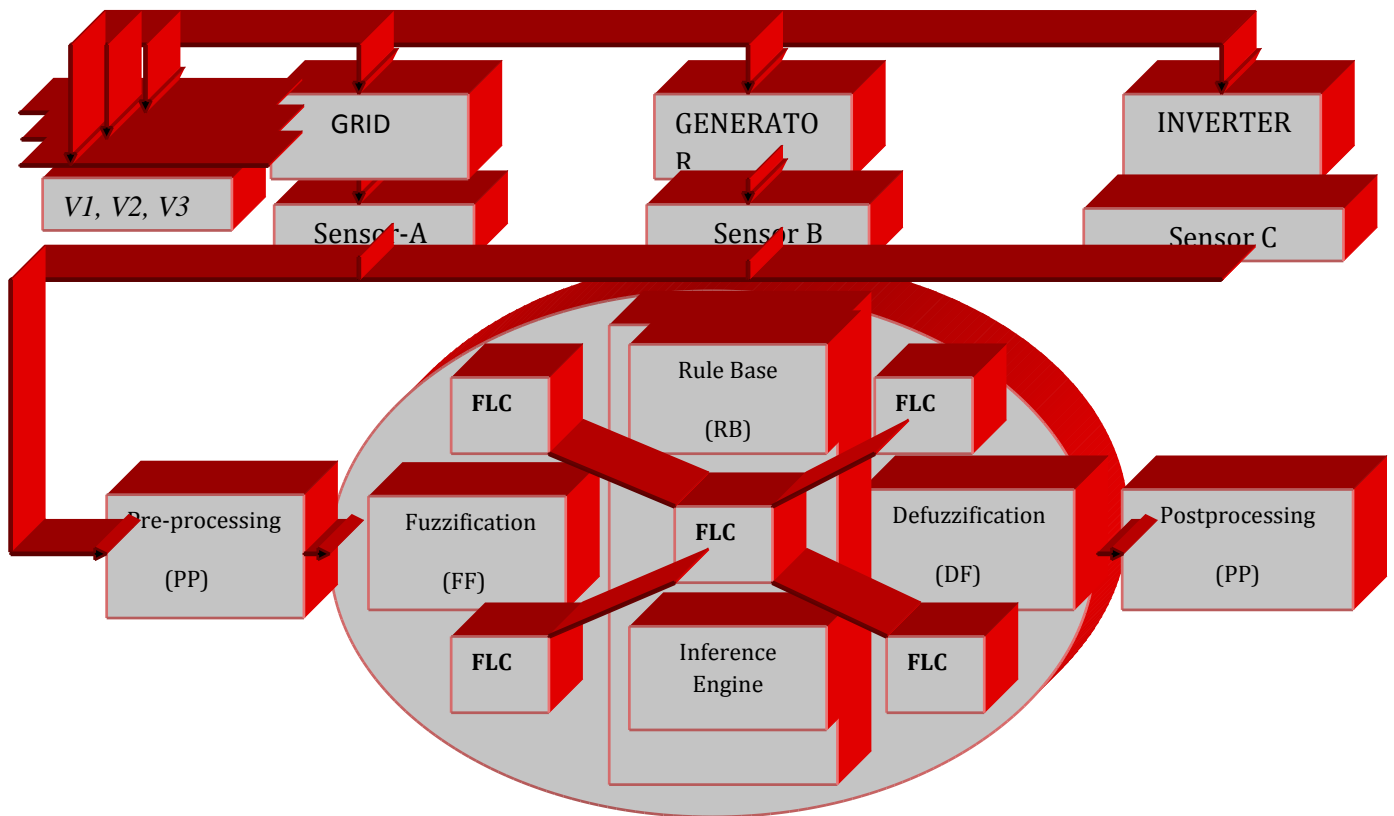 GRID
GENERATO
R
INVERTER
V1, V2, V3
Sensor-A
Sensor B
Sensor C
Rule Base
(RB)
FLC
FLC
Pre-processing
(PP)
Fuzzification
(FF)
FLC
Defuzzification
(DF)
Postprocessing
(PP)
FLC
Inference
Engine
FLC